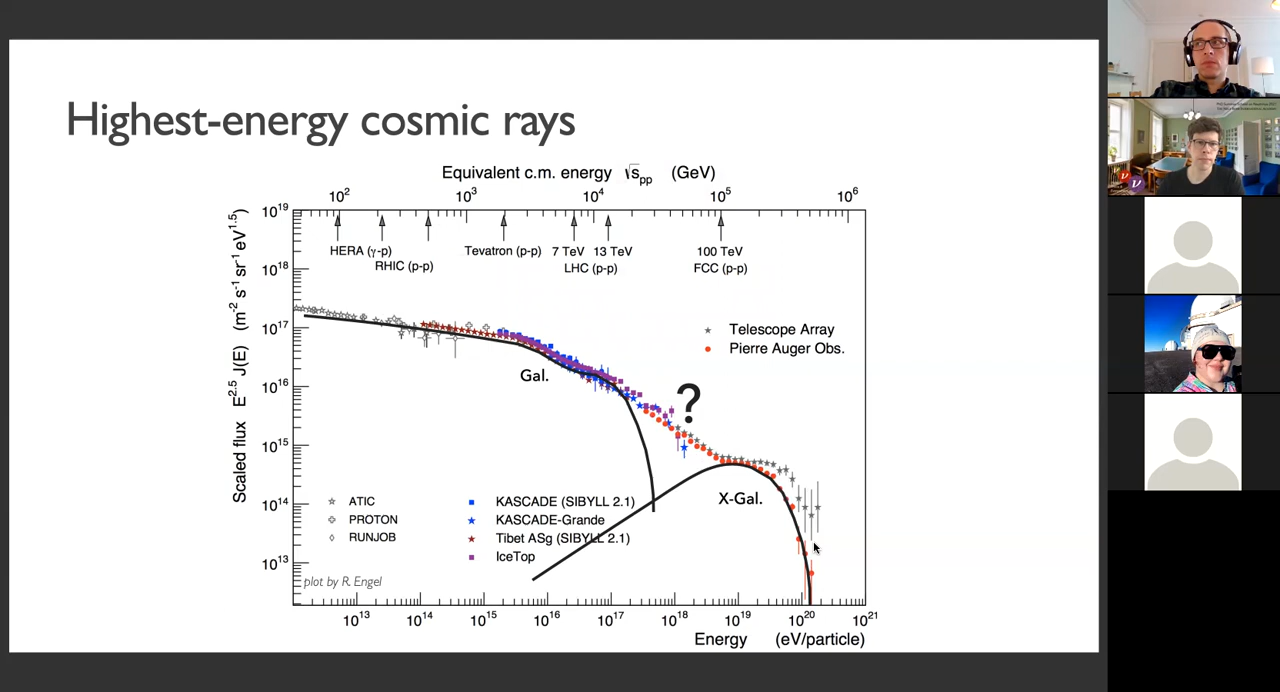 Highest-energy cosmic rays
Equivalent c.m. energy √s_pp (GeV)
10² 10³ 10⁴ 10⁵ 10⁶
HERA (γ-p)
RHIC (p-p)
Tevatron (p-p)
7 TeV 13 TeV
LHC (p-p)
100 TeV
FCC (p-p)
Scaled flux E^2.5 J(E) (m⁻² s⁻¹ sr⁻¹ eV^1.5)
10¹⁹
10¹⁸
10¹⁷
10¹⁶
10¹⁵
10¹⁴
10¹³
Telescope Array
Pierre Auger Obs.
Gal.
?
X-Gal.
ATIC
PROTON
RUNJOB
KASCADE (SIBYLL 2.1)
KASCADE-Grande
Tibet ASg (SIBYLL 2.1)
IceTop
plot by R. Engel
10¹³ 10¹⁴ 10¹⁵ 10¹⁶ 10¹⁷ 10¹⁸ 10¹⁹ 10²⁰ 10²¹
Energy (eV/particle)